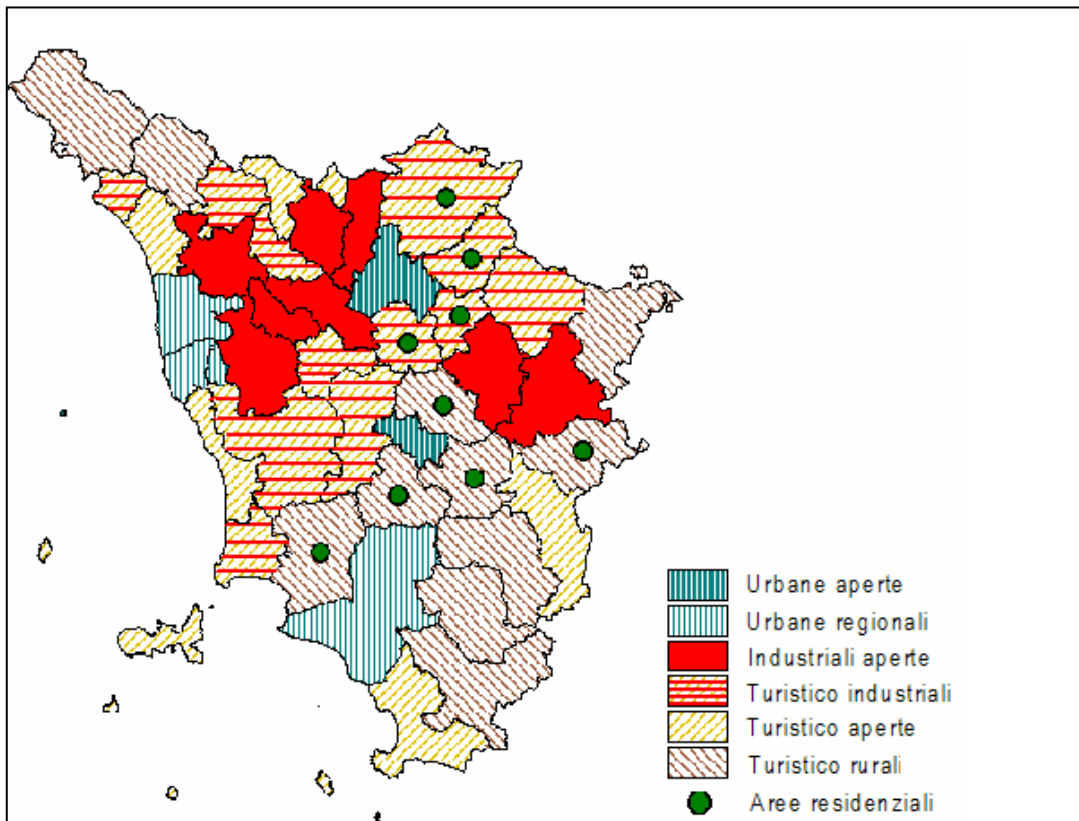 Urbane aperte
Urbane regionali
Industriali aperte
Turistico industriali
Turistico aperte
Turistico rurali
Aree residenziali